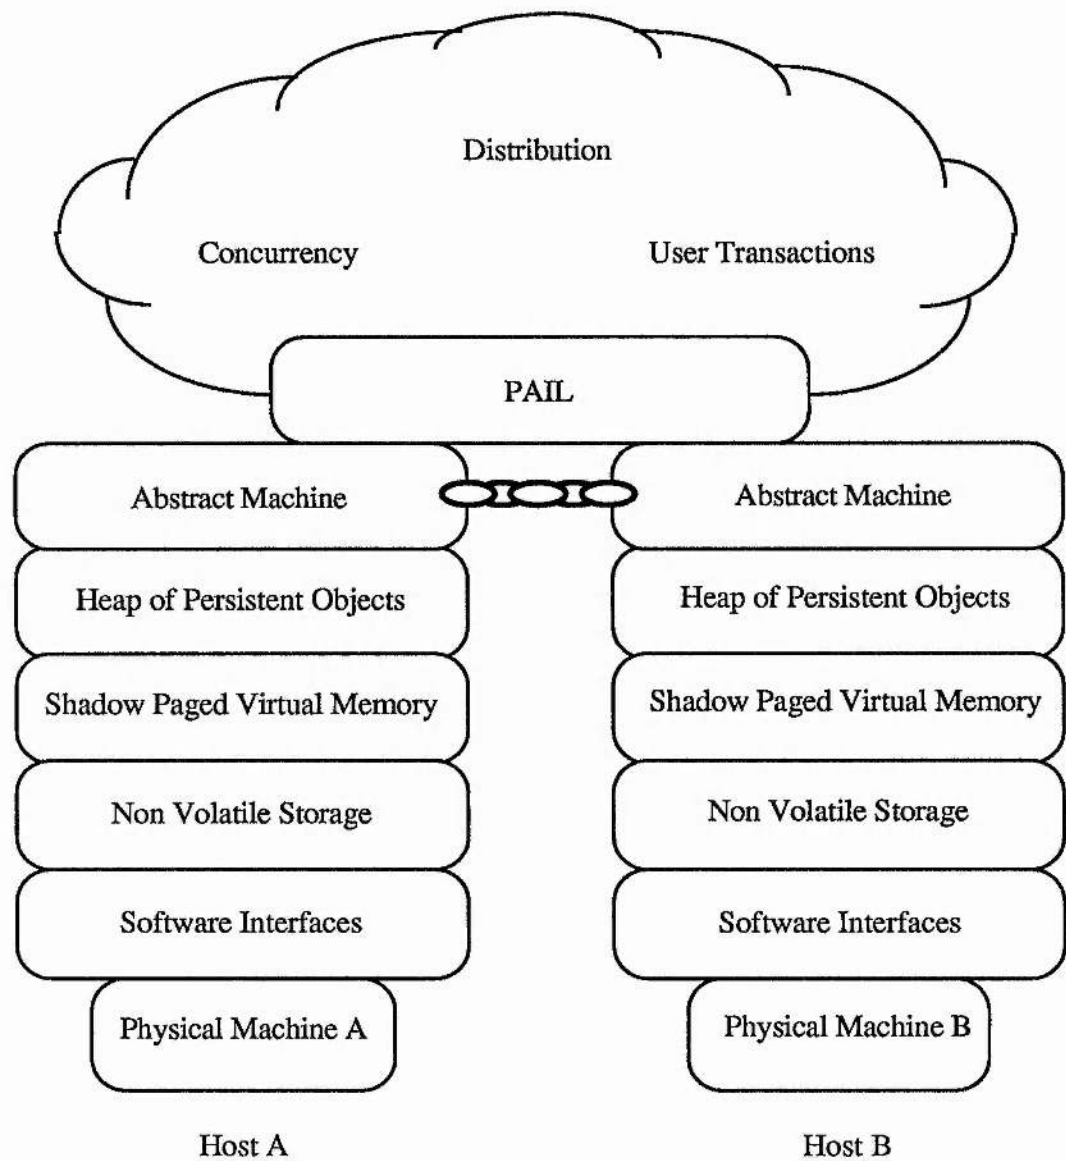 Distribution
Concurrency
User Transactions
PAIL
Abstract Machine
Abstract Machine
Heap of Persistent Objects
Heap of Persistent Objects
Shadow Paged Virtual Memory
Shadow Paged Virtual Memory
Non Volatile Storage
Non Volatile Storage
Software Interfaces
Software Interfaces
Physical Machine A
Physical Machine B
Host A
Host B